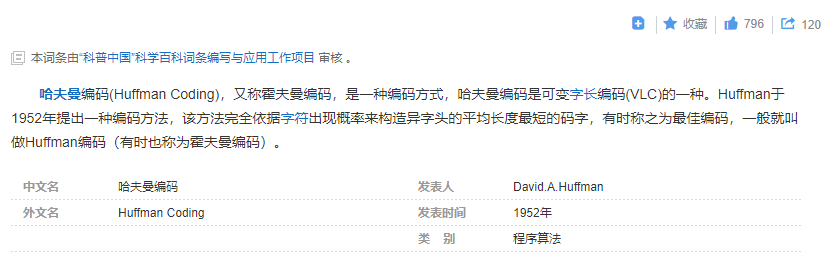 收藏 796 120
本词条由“科普中国”科学百科词条编写与应用工作项目 审核 。
哈夫曼编码(Huffman Coding)，又称霍夫曼编码，是一种编码方式，哈夫曼编码是可变字长编码(VLC)的一种。Huffman于
1952年提出一种编码方法，该方法完全依据字符出现概率来构造异字头的平均长度最短的码字，有时称之为最佳编码，一般就叫
做Huffman编码（有时也称为霍夫曼编码）。
中文名 哈夫曼编码 发表人 David.A.Huffman
外文名 Huffman Coding 发表时间 1952年
类 别 程序算法